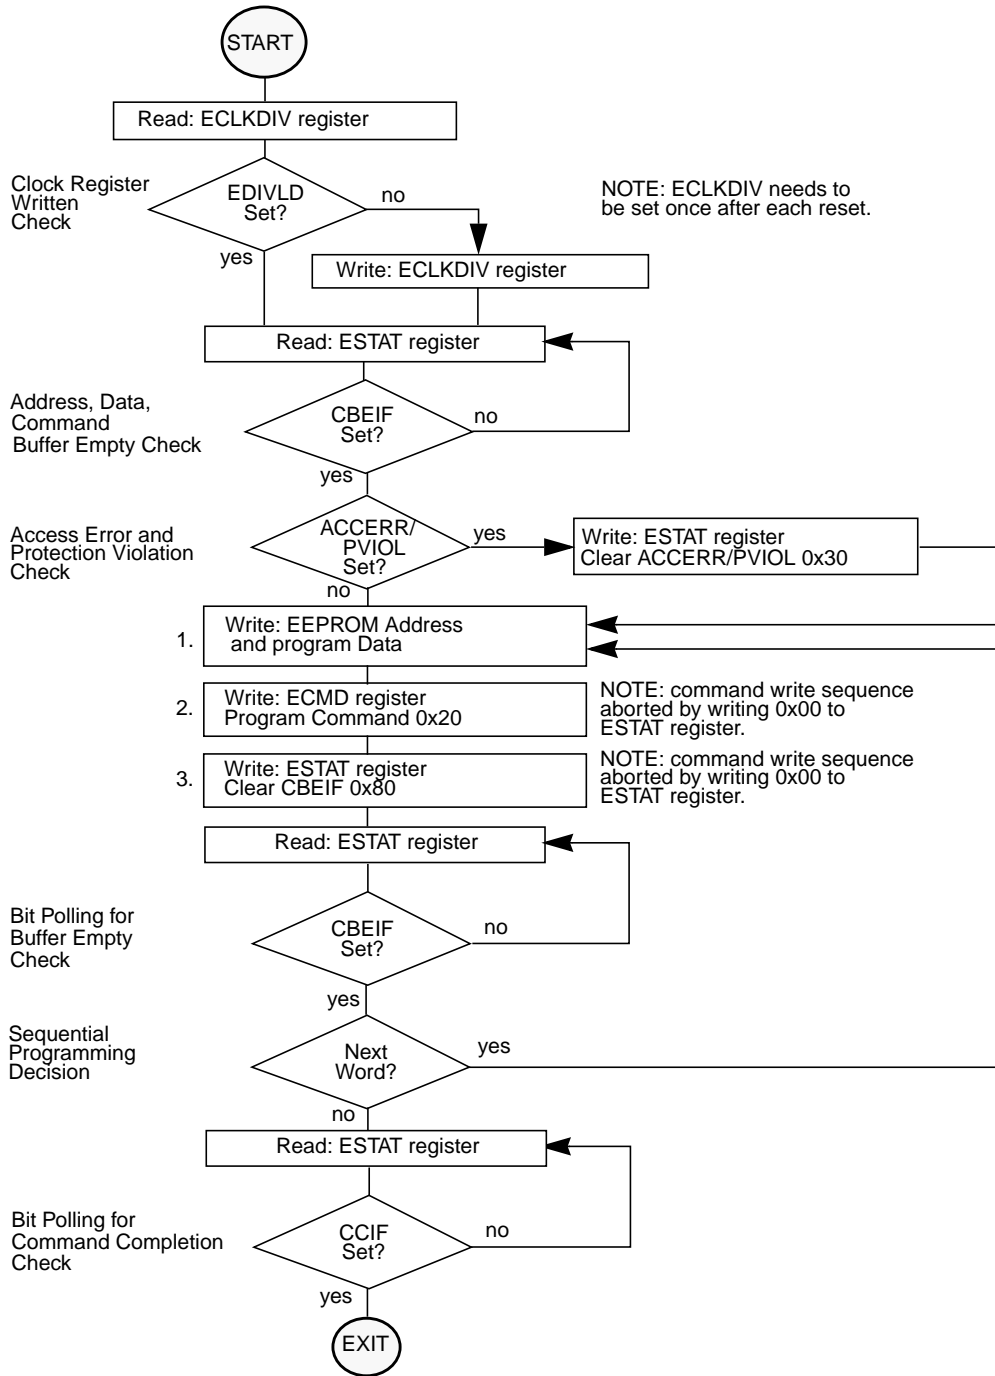 START
Read: ECLKDIV register
Clock Register
Written
Check
EDIVLD
Set?
no
yes
NOTE: ECLKDIV needs to
be set once after each reset.
Write: ECLKDIV register
Read: ESTAT register
Address, Data,
Command
Buffer Empty Check
CBEIF
Set?
no
yes
Access Error and
Protection Violation
Check
ACCERR/
PVIOL
Set?
yes
no
Write: ESTAT register
Clear ACCERR/PVIOL 0x30
1.
Write: EEPROM Address
and program Data
2.
Write: ECMD register
Program Command 0x20
NOTE: command write sequence
aborted by writing 0x00 to
ESTAT register.
3.
Write: ESTAT register
Clear CBEIF 0x80
NOTE: command write sequence
aborted by writing 0x00 to
ESTAT register.
Read: ESTAT register
Bit Polling for
Buffer Empty
Check
CBEIF
Set?
no
yes
Sequential
Programming
Decision
Next
Word?
yes
no
Read: ESTAT register
Bit Polling for
Command Completion
Check
CCIF
Set?
no
yes
EXIT